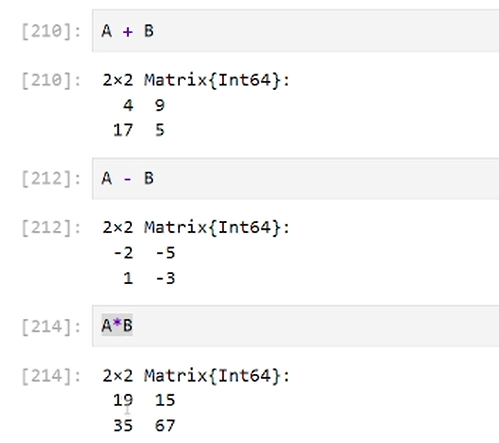 [210]: A + B
[210]: 2×2 Matrix{Int64}:
4 9
17 5
[212]: A - B
[212]: 2×2 Matrix{Int64}:
-2 -5
1 -3
[214]: A*B
[214]: 2×2 Matrix{Int64}:
19 15
35 67